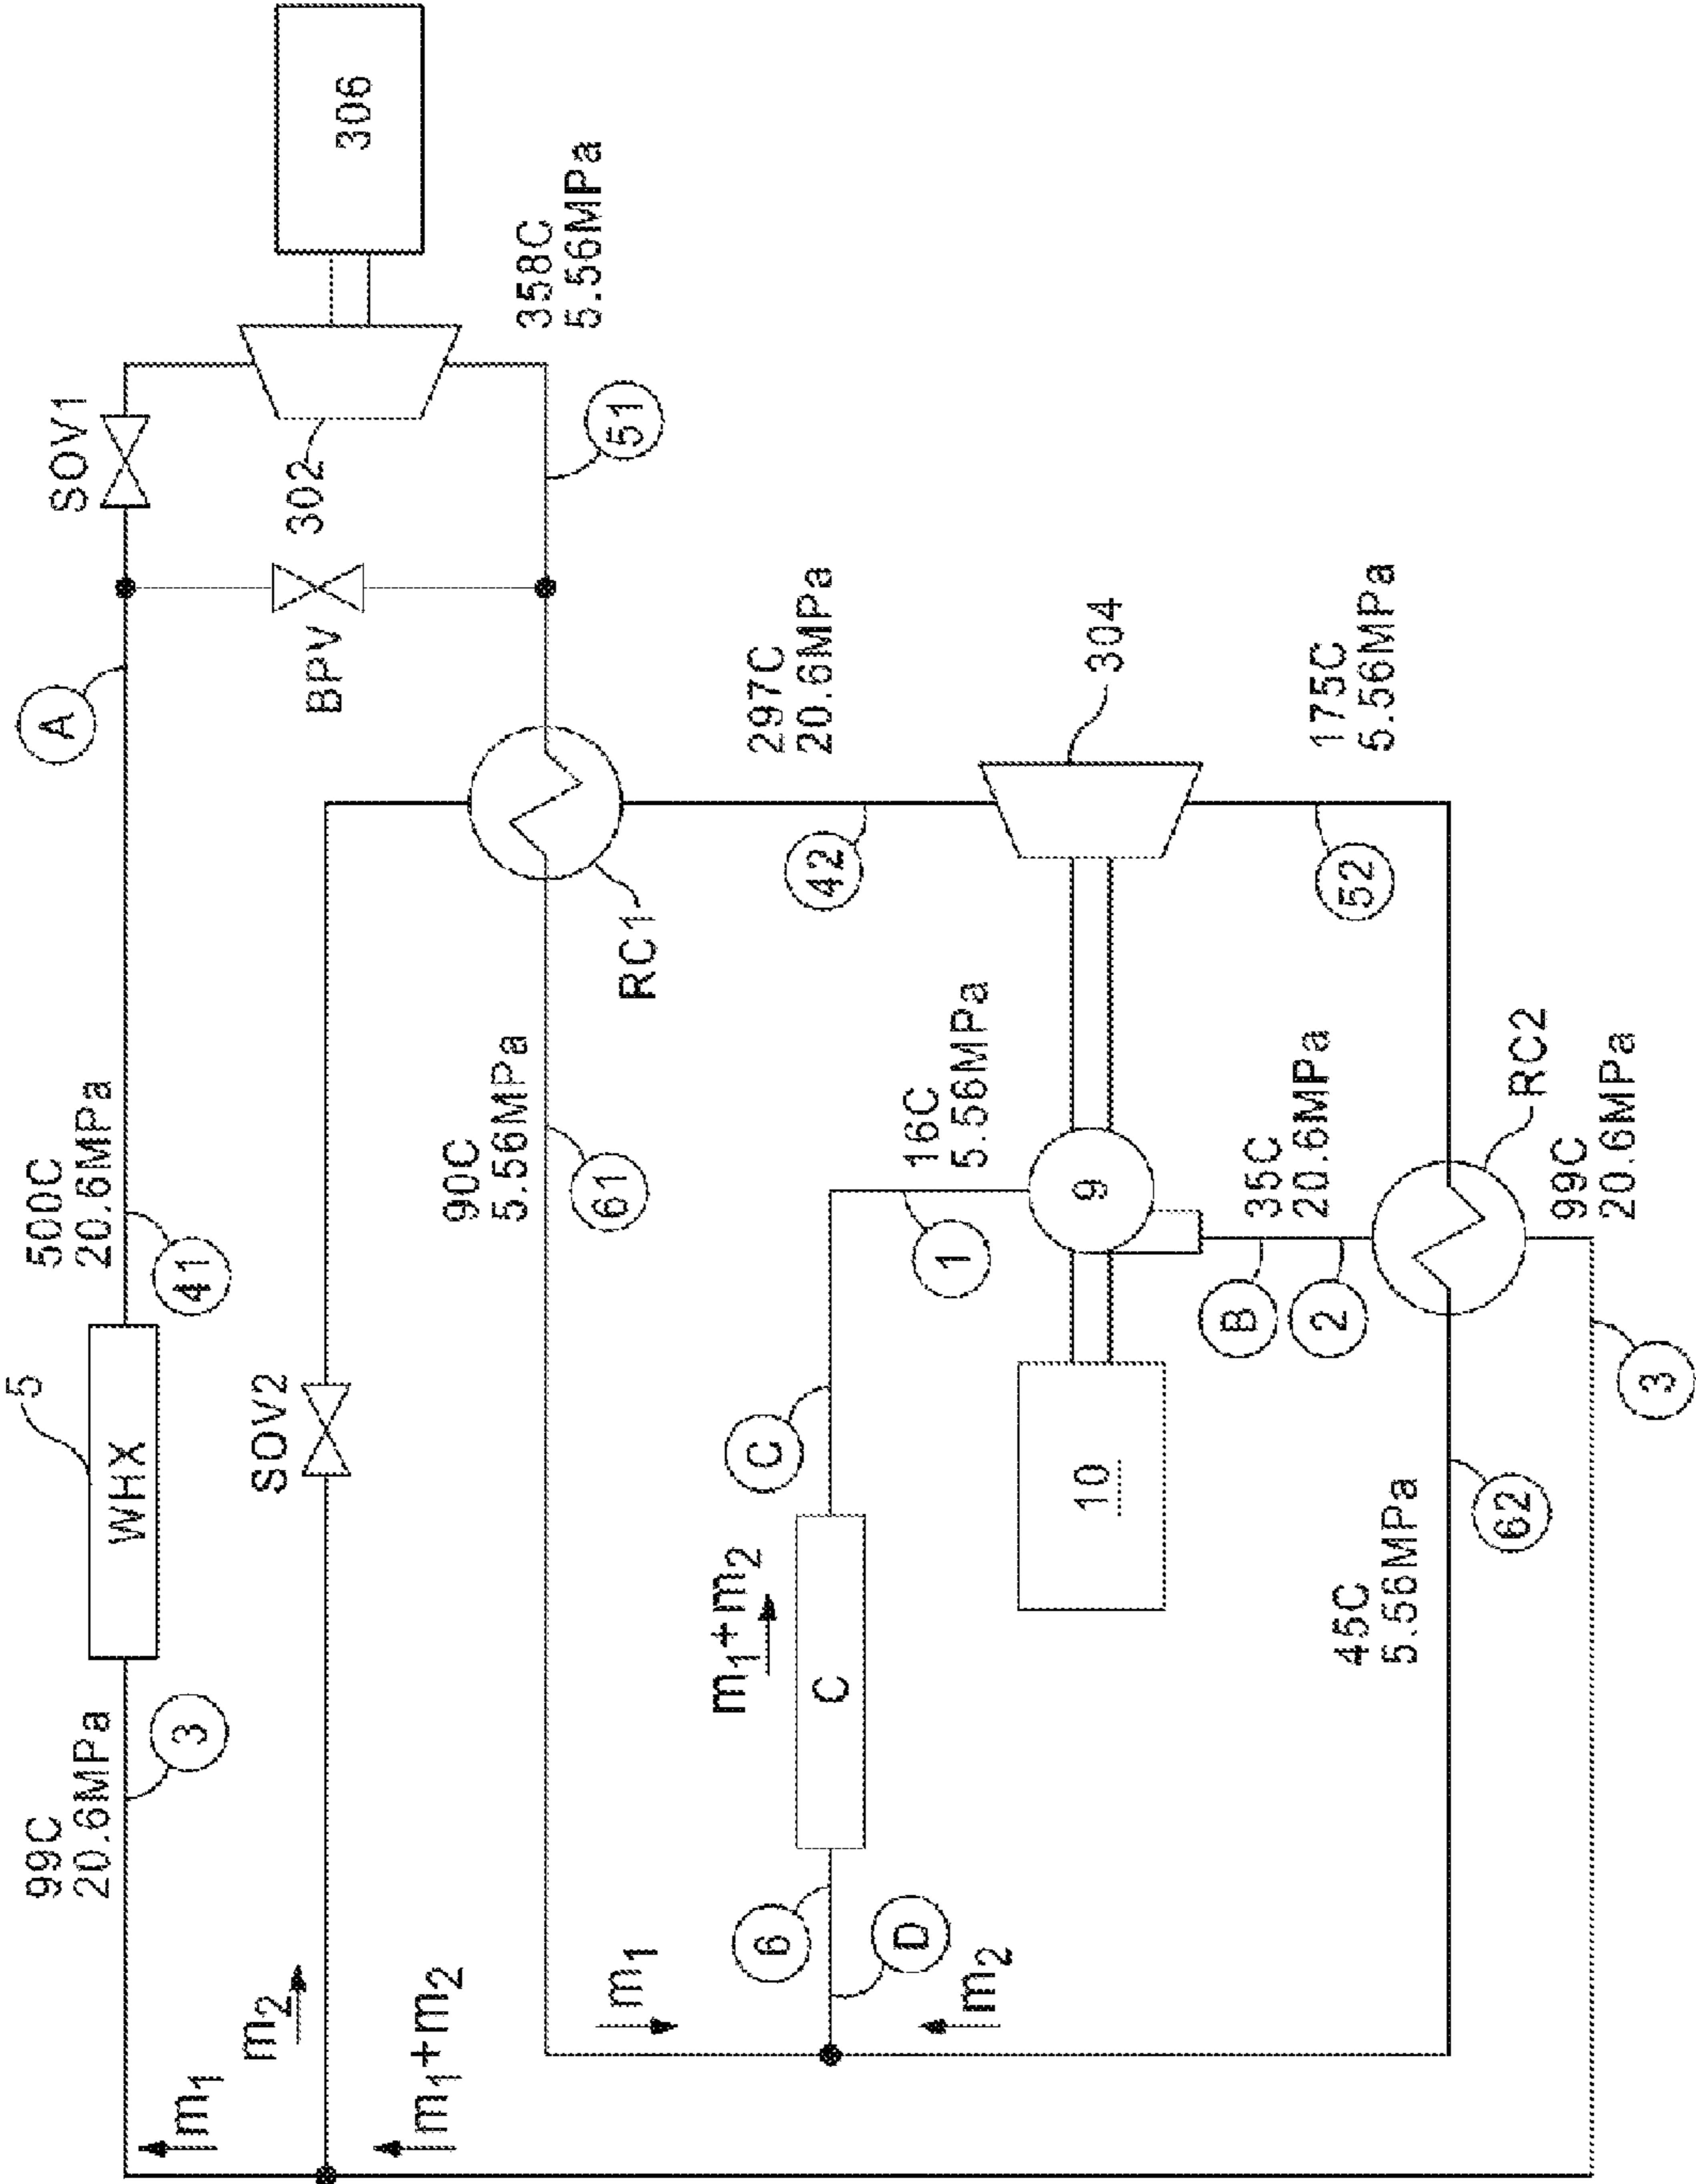 99C
20.6MPa
3
5
WHX
500C
20.6MPa
41
A
SOV1
302
306
BPV
358C
5.56MPa
51
m1
m2
m1+m2
SOV2
90C
5.56MPa
61
RC1
297C
20.6MPa
42
304
175C
5.56MPa
52
m1
m2
6
D
C
m1+m2
C
16C
5.56MPa
1
9
10
35C
20.6MPa
B
2
RC2
99C
20.6MPa
3
45C
5.56MPa
62